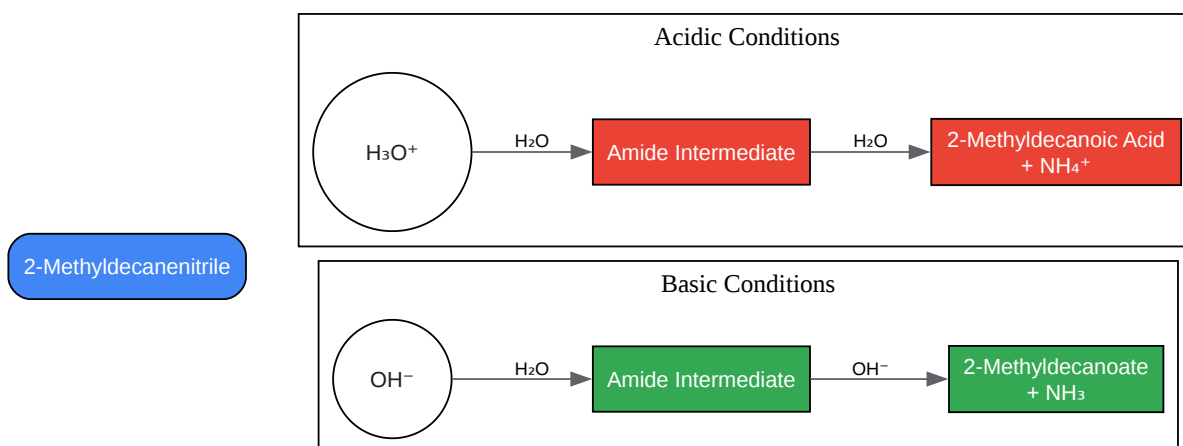 Acidic Conditions
H₃O⁺
H₂O
Amide Intermediate
H₂O
2-Methyldecanoic Acid
+ NH₄⁺
2-Methyldecanenitrile
Basic Conditions
OH⁻
H₂O
Amide Intermediate
OH⁻
2-Methyldecanoate
+ NH₃